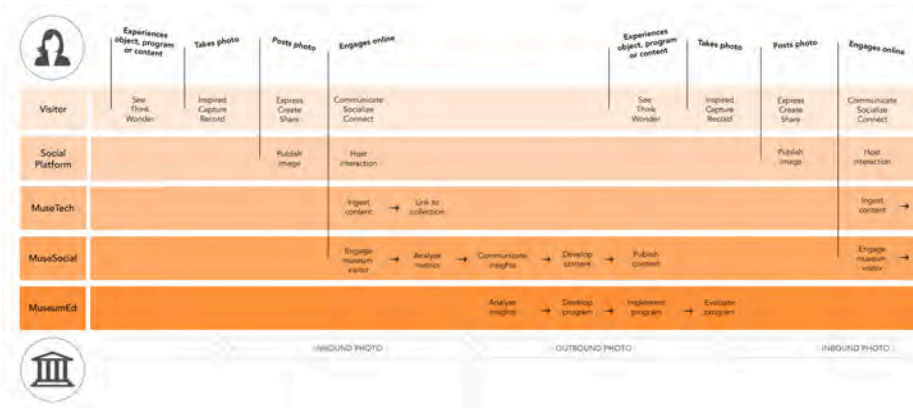 Experiences
object, program
or content
Takes photo
Posts photo
Engages online
Experiences
object, program
or content
Takes photo
Posts photo
Engages online
Visitor
See
Think
Wonder
Inspired
Capture
Record
Express
Create
Share
Communicate
Socialize
Connect
See
Think
Wonder
Inspired
Capture
Record
Express
Create
Share
Communicate
Socialize
Connect
Social
Platform
Publish
image
Host
interaction
Publish
image
Host
interaction
MuseTech
Ingest
content
→
Link to
collection
Ingest
content
→
MuseSocial
Engage
museum
visitor
→
Analyze
metrics
→
Communicate
insights
→
Develop
content
→
Publish
content
Engage
museum
visitor
→
MuseumEd
Analyze
insights
→
Develop
program
→
Implement
program
→
Evaluate
program
INBOUND PHOTO
OUTBOUND PHOTO
INBOUND PHOTO